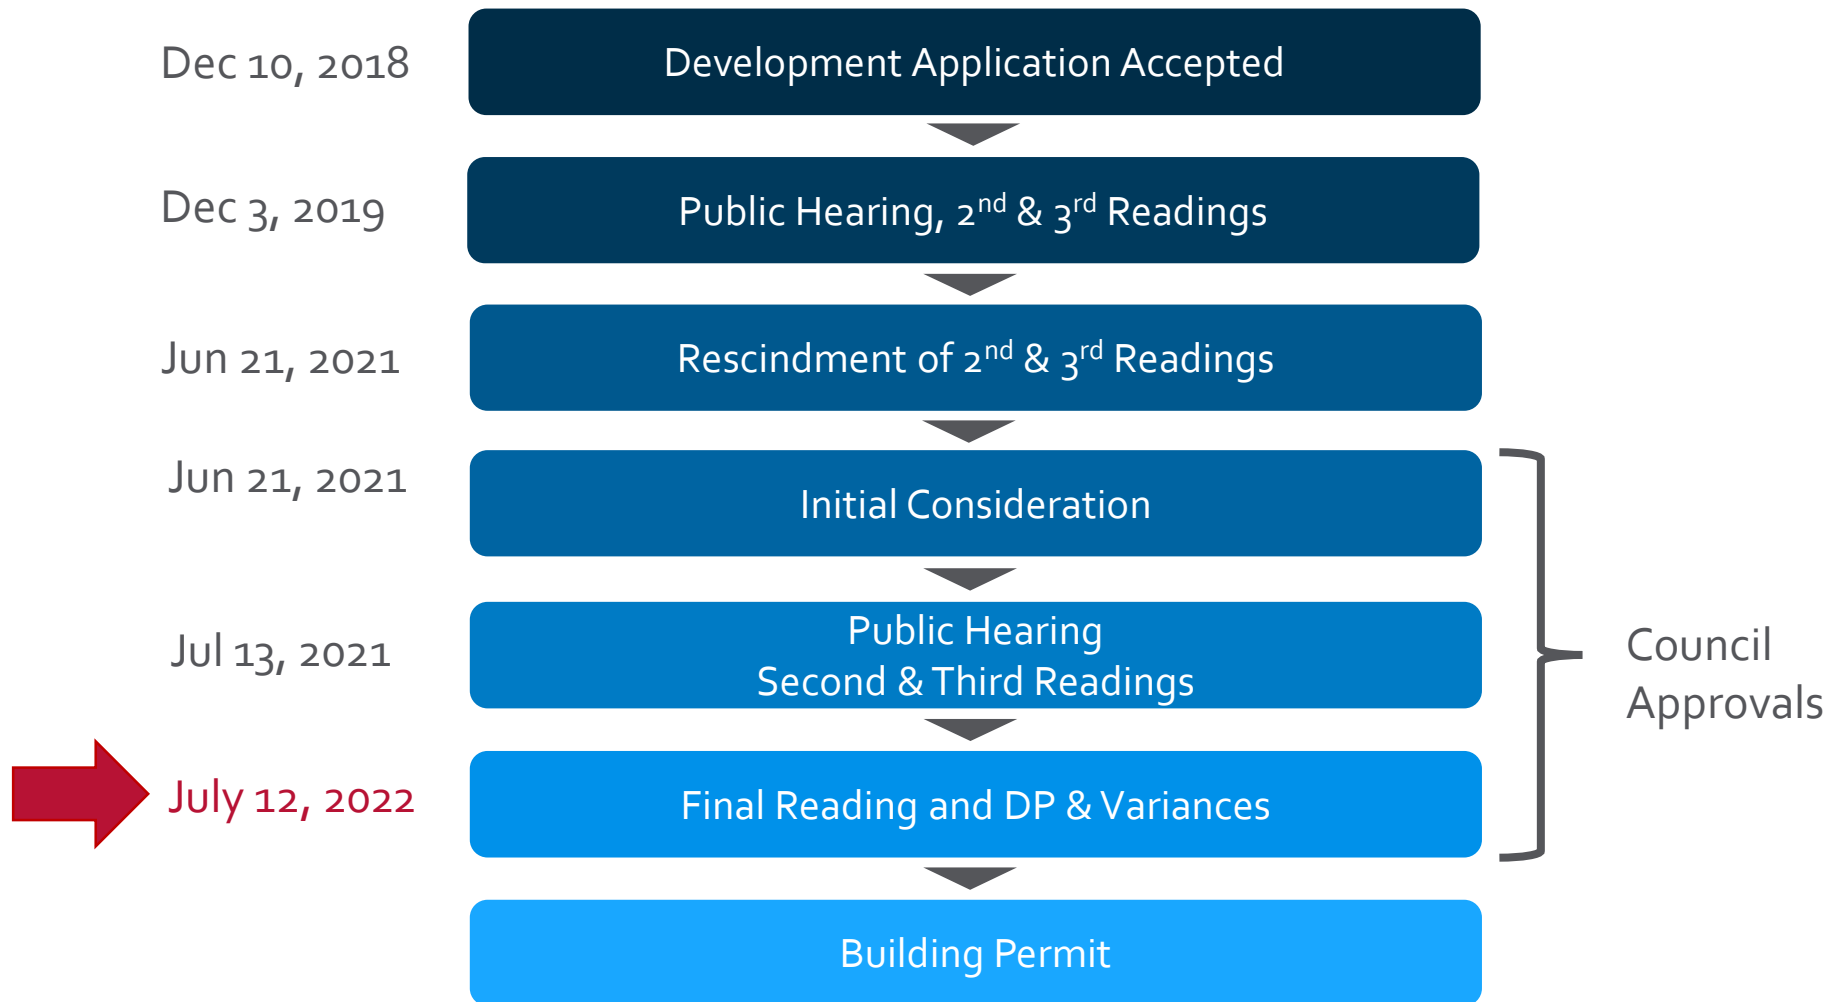 Dec 10, 2018
Development Application Accepted
Dec 3, 2019
Public Hearing, 2nd & 3rd Readings
Jun 21, 2021
Rescindment of 2nd & 3rd Readings
Jun 21, 2021
Initial Consideration
Jul 13, 2021
Public Hearing
Second & Third Readings
Council
Approvals
July 12, 2022
Final Reading and DP & Variances
Building Permit